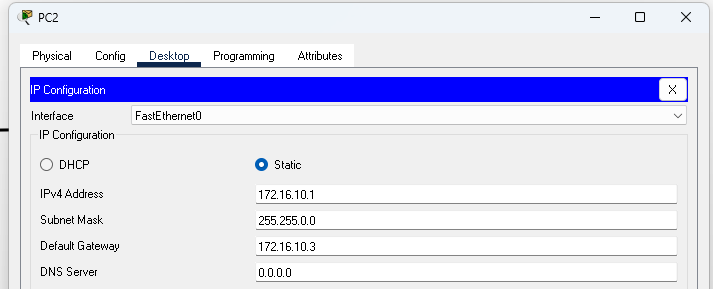 PC2
Physical Config Desktop Programming Attributes
IP Configuration X
Interface FastEthernet0
IP Configuration
DHCP Static
IPv4 Address 172.16.10.1
Subnet Mask 255.255.0.0
Default Gateway 172.16.10.3
DNS Server 0.0.0.0